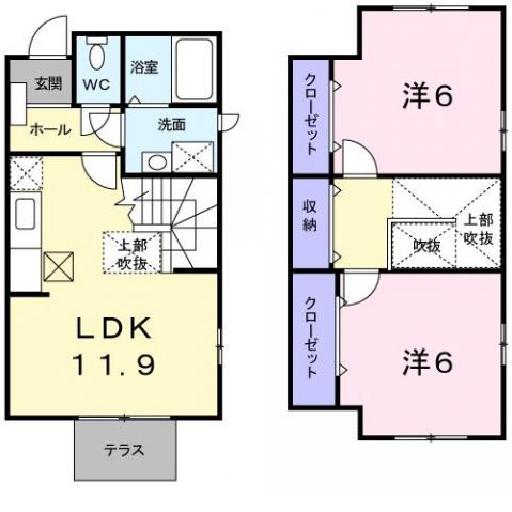 玄関
WC
浴室
ホール
洗面
上部
吹抜
LDK
11.9
テラス
クローゼット
洋6
収納
吹抜
上部
吹抜
クローゼット
洋6